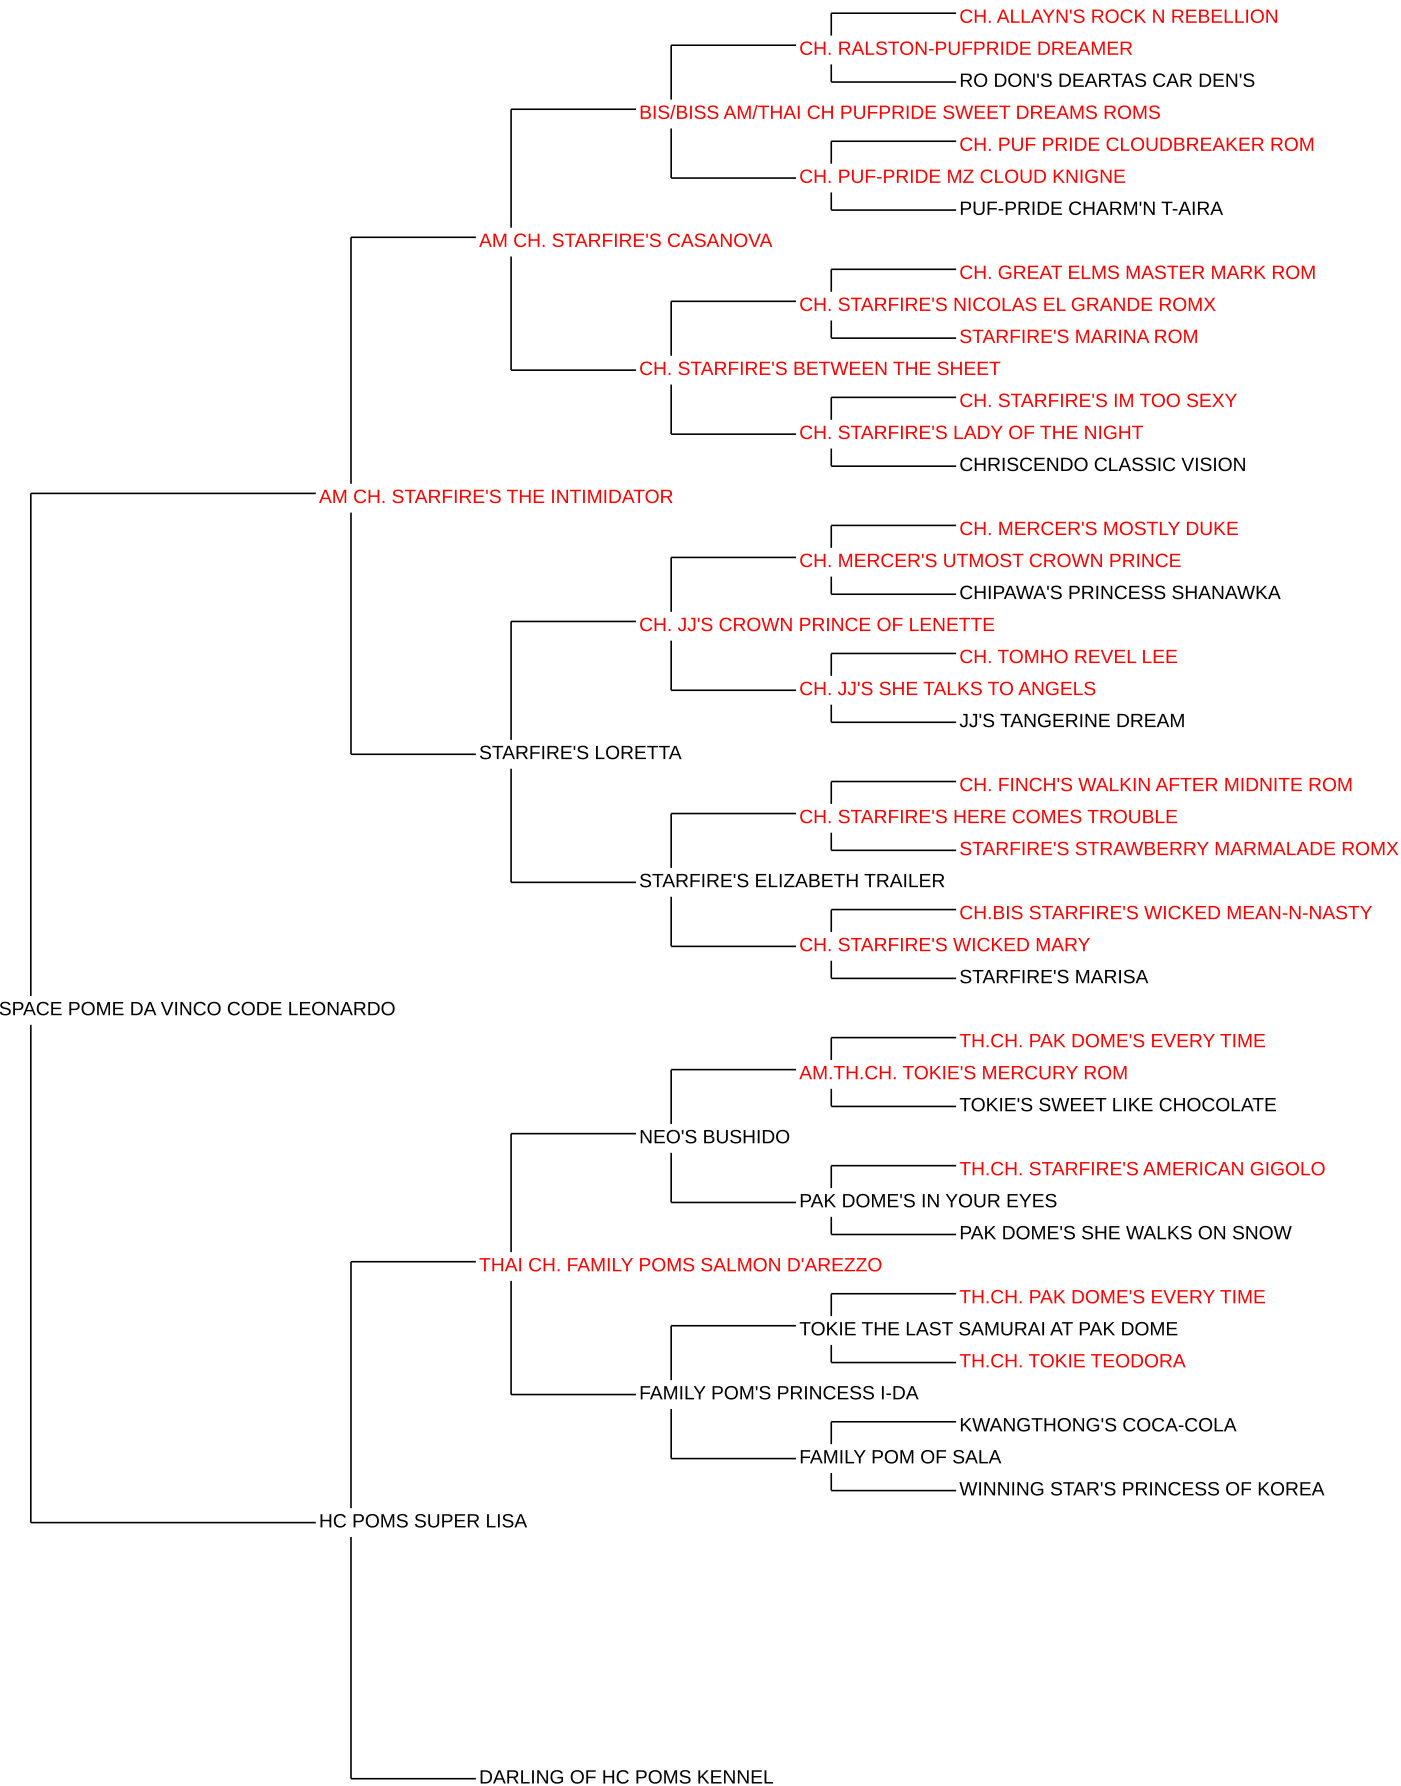 CH. ALLAYN'S ROCK N REBELLION
CH. RALSTON-PUFPRIDE DREAMER
RO DON'S DEARTAS CAR DEN'S
BIS/BISS AM/THAI CH PUFPRIDE SWEET DREAMS ROMS
CH. PUF PRIDE CLOUDBREAKER ROM
CH. PUF-PRIDE MZ CLOUD KNIGNE
PUF-PRIDE CHARM'N T-AIRA
AM CH. STARFIRE'S CASANOVA
CH. GREAT ELMS MASTER MARK ROM
CH. STARFIRE'S NICOLAS EL GRANDE ROMX
STARFIRE'S MARINA ROM
CH. STARFIRE'S BETWEEN THE SHEET
CH. STARFIRE'S IM TOO SEXY
CH. STARFIRE'S LADY OF THE NIGHT
CHRISCENDO CLASSIC VISION
AM CH. STARFIRE'S THE INTIMIDATOR
CH. MERCER'S MOSTLY DUKE
CH. MERCER'S UTMOST CROWN PRINCE
CHIPAWA'S PRINCESS SHANAWKA
CH. JJ'S CROWN PRINCE OF LENETTE
CH. TOMHO REVEL LEE
CH. JJ'S SHE TALKS TO ANGELS
JJ'S TANGERINE DREAM
STARFIRE'S LORETTA
CH. FINCH'S WALKIN AFTER MIDNITE ROM
CH. STARFIRE'S HERE COMES TROUBLE
STARFIRE'S STRAWBERRY MARMALADE ROMX
STARFIRE'S ELIZABETH TRAILER
CH.BIS STARFIRE'S WICKED MEAN-N-NASTY
CH. STARFIRE'S WICKED MARY
STARFIRE'S MARISA
SPACE POME DA VINCO CODE LEONARDO
TH.CH. PAK DOME'S EVERY TIME
AM.TH.CH. TOKIE'S MERCURY ROM
TOKIE'S SWEET LIKE CHOCOLATE
NEO'S BUSHIDO
TH.CH. STARFIRE'S AMERICAN GIGOLO
PAK DOME'S IN YOUR EYES
PAK DOME'S SHE WALKS ON SNOW
THAI CH. FAMILY POMS SALMON D'AREZZO
TH.CH. PAK DOME'S EVERY TIME
TOKIE THE LAST SAMURAI AT PAK DOME
TH.CH. TOKIE TEODORA
FAMILY POM'S PRINCESS I-DA
KWANGTHONG'S COCA-COLA
FAMILY POM OF SALA
WINNING STAR'S PRINCESS OF KOREA
HC POMS SUPER LISA
DARLING OF HC POMS KENNEL